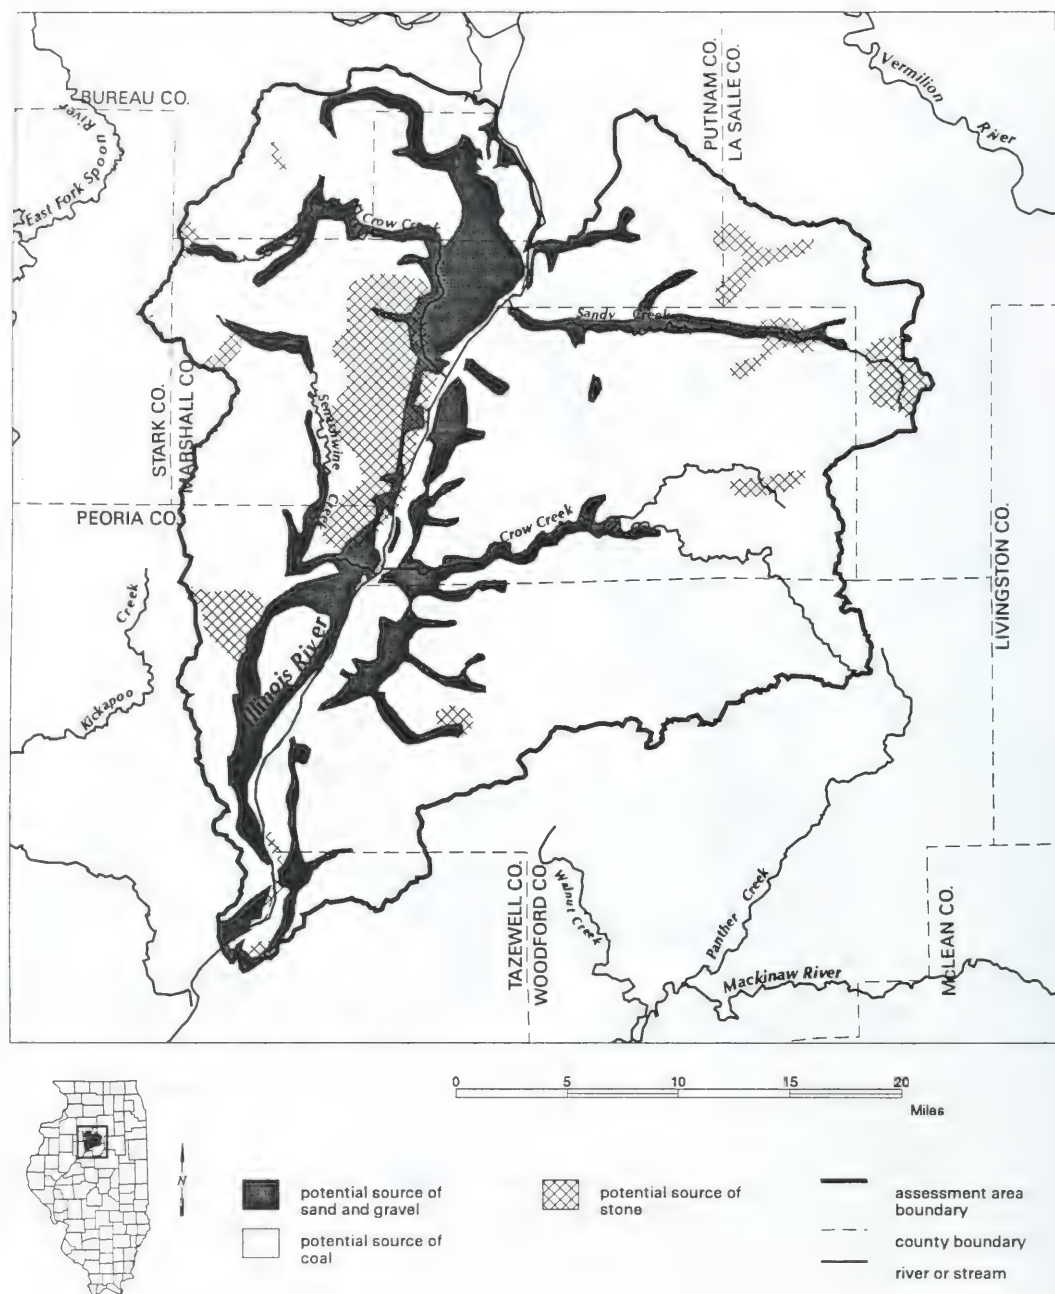 BUREAU CO.
PUTNAM CO.
LA SALLE CO.
Vermilion
River
East Fork Spoon
River
Crow Creek
Sandy Creek
STARK CO.
MARSHALL CO.
Senachwine
Creek
PEORIA CO.
Crow Creek
LIVINGSTON CO.
Kickapoo
Creek
Illinois River
TAZEWELL CO.
WOODFORD CO.
Walnut Creek
Panther Creek
Mackinaw River
McLEAN CO.
0 5 10 15 20
Miles
N
potential source of
sand and gravel
potential source of
coal
potential source of
stone
assessment area
boundary
county boundary
river or stream